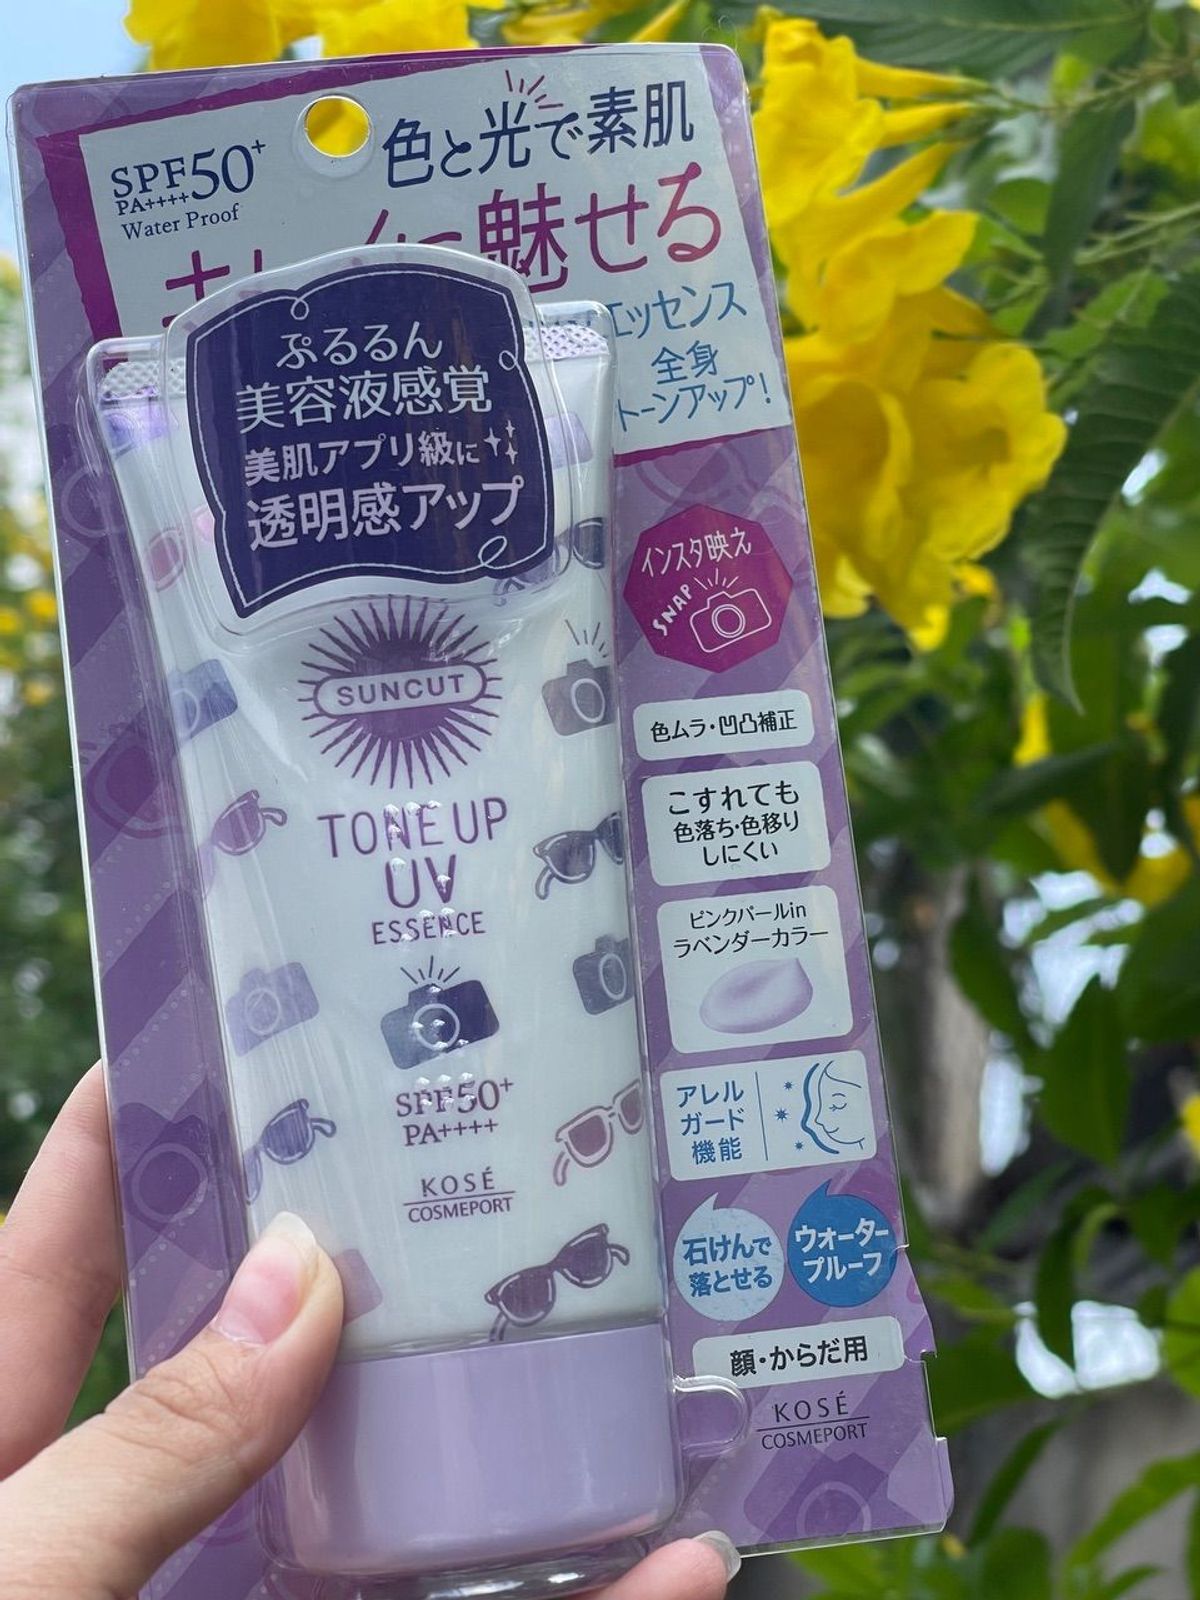 SPF50+
PA++++
Water Proof
色と光で素肌
に魅せる
エッセンス
全身
トーンアップ!
ぷるるん
美容液感覚
美肌アプリ級に
透明感アップ
インスタ映え
SNAP
SUNCUT
TONE UP
UV
ESSENCE
SPF50+
PA++++
KOSÉ
COSMEPORT
色ムラ・凹凸補正
こすれても
色落ち・色移り
しにくい
ピンクパールin
ラベンダーカラー
アレル
ガード
機能
石けんで
落とせる
ウォーター
プルーフ
顔・からだ用
KOSÉ
COSMEPORT